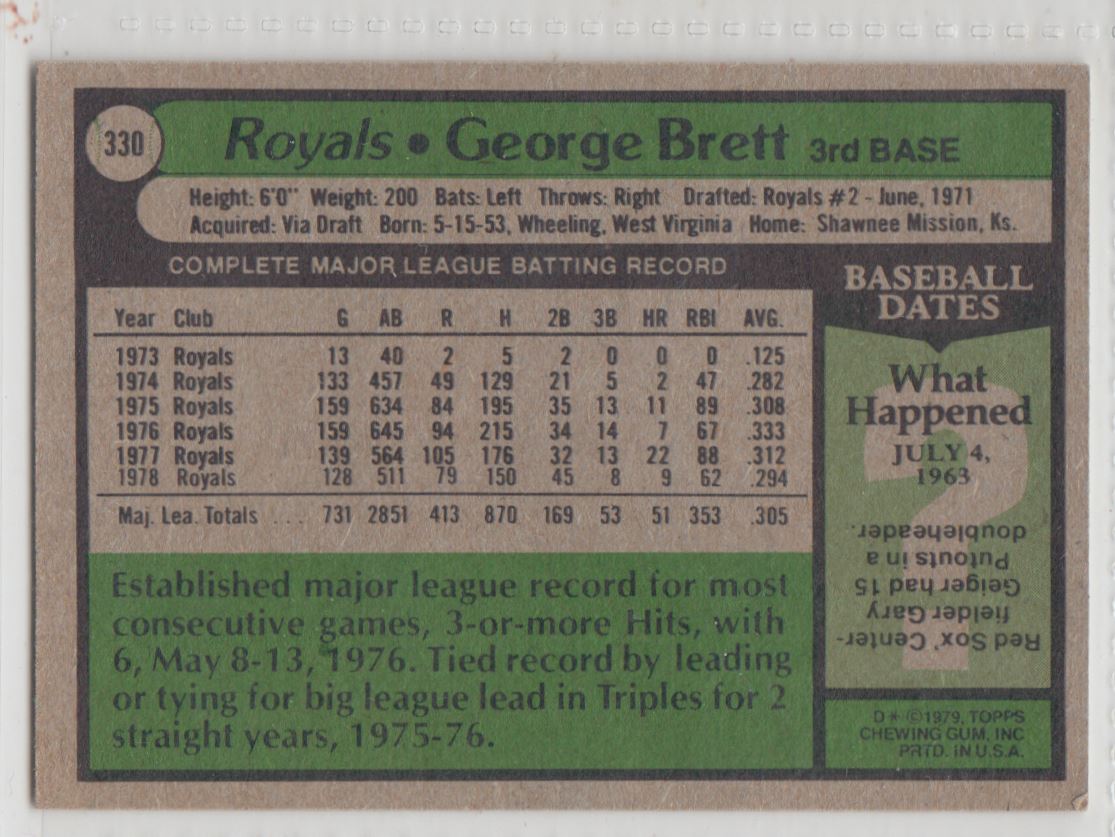 330
Royals • George Brett 3rd BASE
Height: 6'0" Weight: 200 Bats: Left Throws: Right Drafted: Royals #2 - June, 1971
Acquired: Via Draft Born: 5-15-53, Wheeling, West Virginia Home: Shawnee Mission, Ks.
COMPLETE MAJOR LEAGUE BATTING RECORD
Year Club G AB R H 2B 3B HR RBI AVG.
1973 Royals 13 40 2 5 2 0 0 0 .125
1974 Royals 133 457 49 129 21 5 2 47 .282
1975 Royals 159 634 84 195 35 13 11 89 .308
1976 Royals 159 645 94 215 34 14 7 67 .333
1977 Royals 139 564 105 176 32 13 22 88 .312
1978 Royals 128 511 79 150 45 8 9 62 .294
Maj. Lea. Totals ... 731 2851 413 870 169 53 51 353 .305
Established major league record for most
consecutive games, 3-or-more Hits, with
6, May 8-13, 1976. Tied record by leading
or tying for big league lead in Triples for 2
straight years, 1975-76.
BASEBALL
DATES
What
Happened
JULY 4,
1963
?
Red Sox' Center-
fielder Gary
Geiger had 15
Putouts in a
doubleheader.
D* ©1979, TOPPS
CHEWING GUM, INC
PRTD. IN U.S.A.